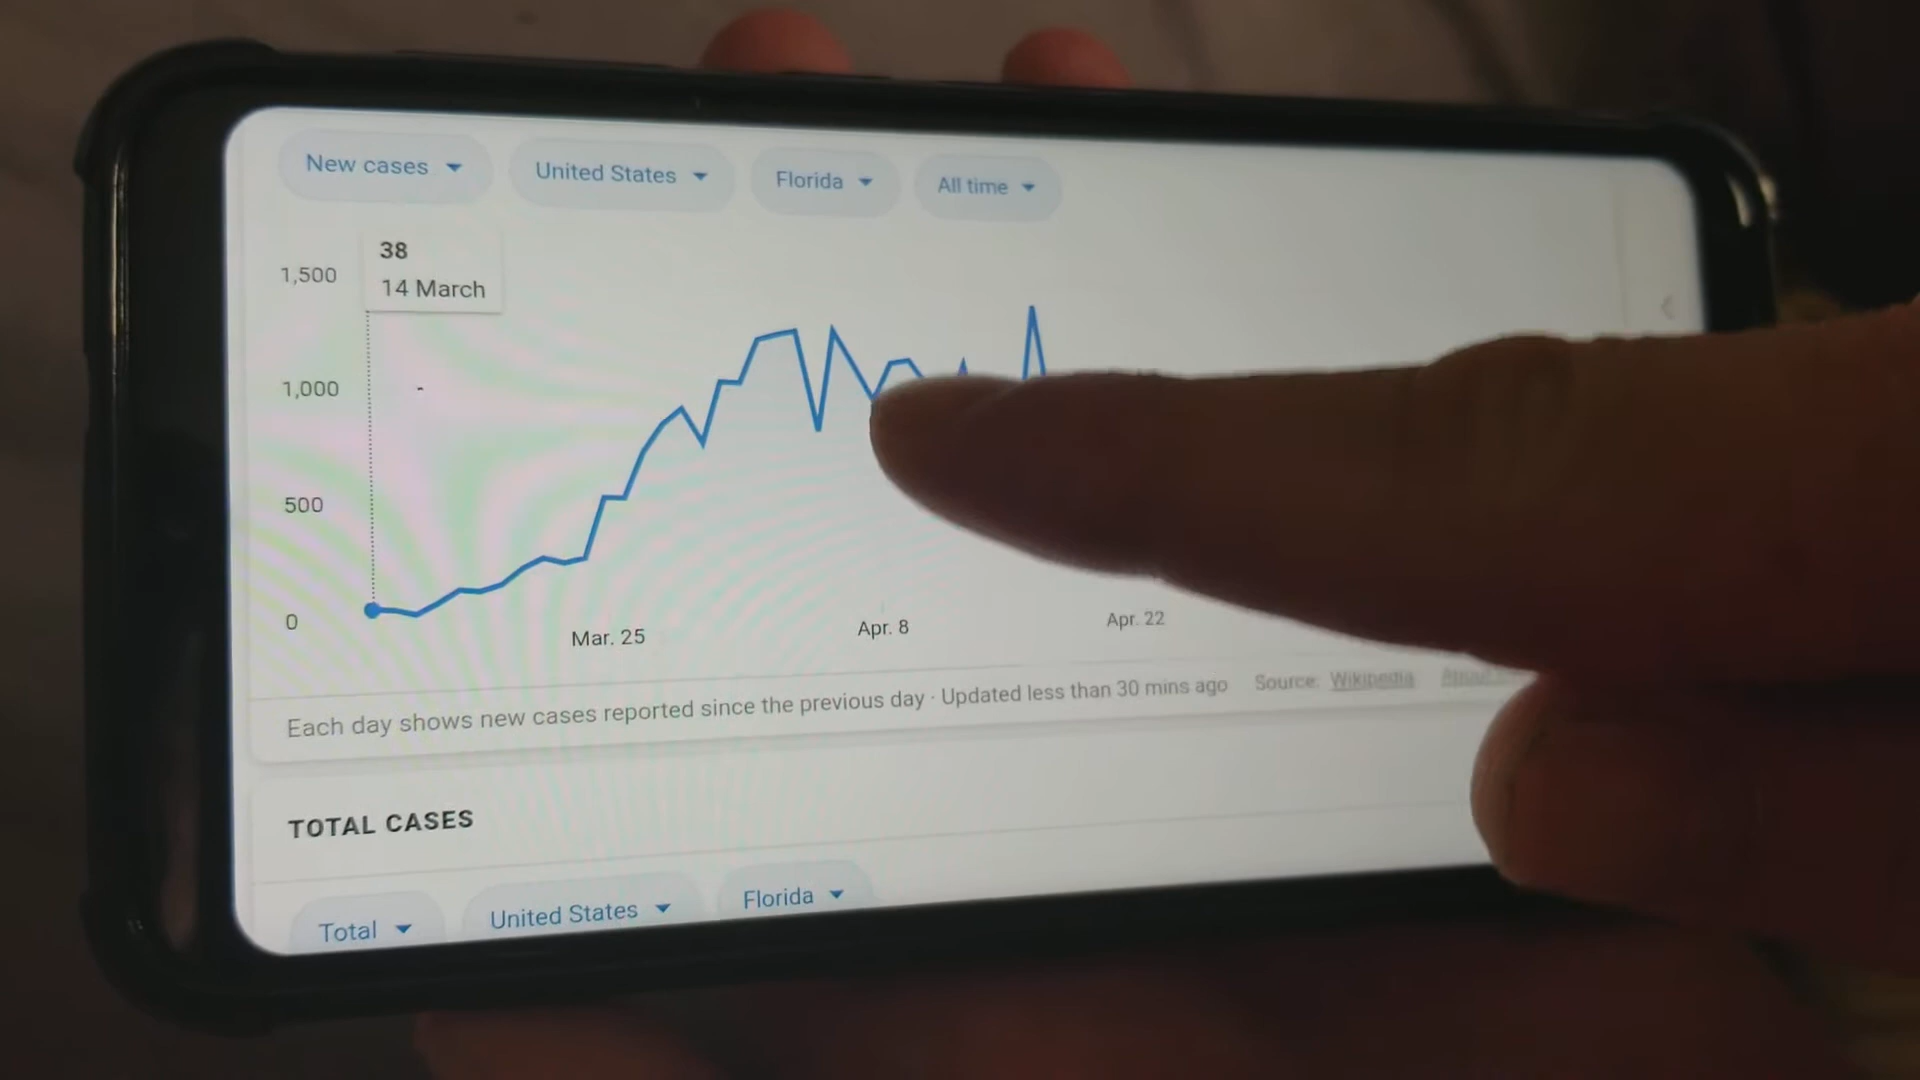 New cases United States Florida All time
38
14 March
1,500
1,000
500
0
Mar. 25 Apr. 8 Apr. 22
Each day shows new cases reported since the previous day · Updated less than 30 mins ago Source: Wikipedia About
TOTAL CASES
Total United States Florida